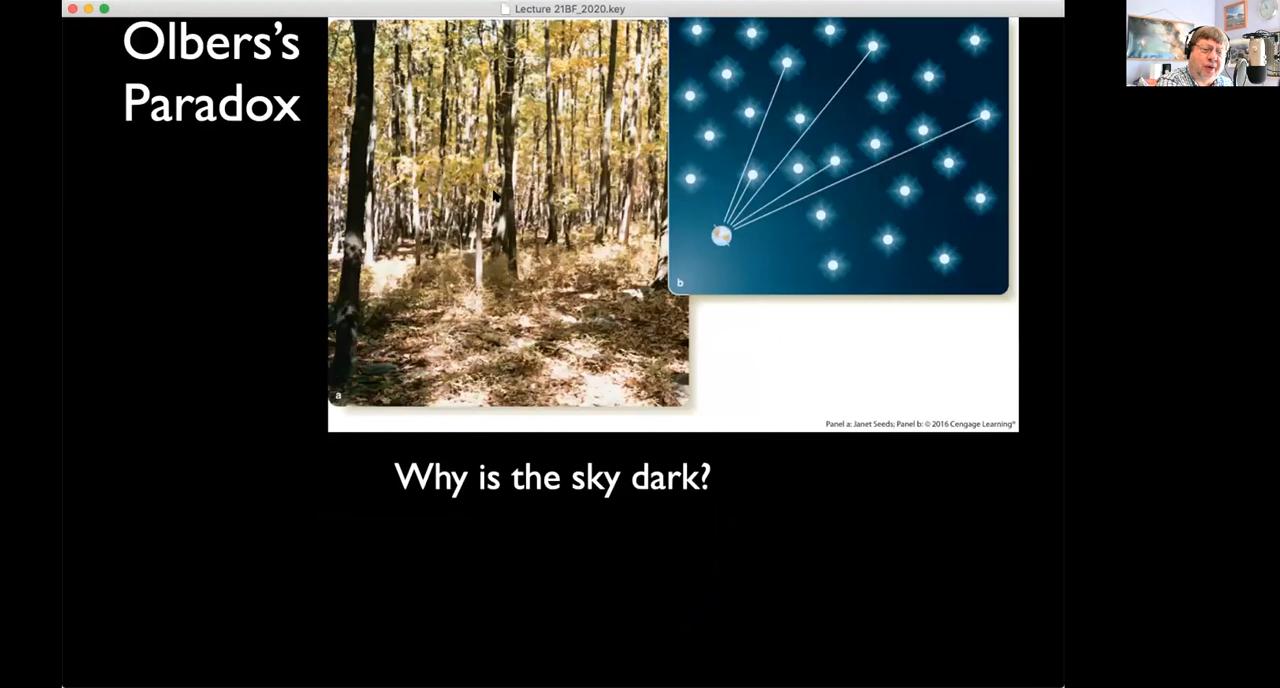 Lecture 21BF_2020.key
Olbers's
Paradox
b
a
Panel a: Janet Seeds; Panel b: © 2016 Cengage Learning®
Why is the sky dark?